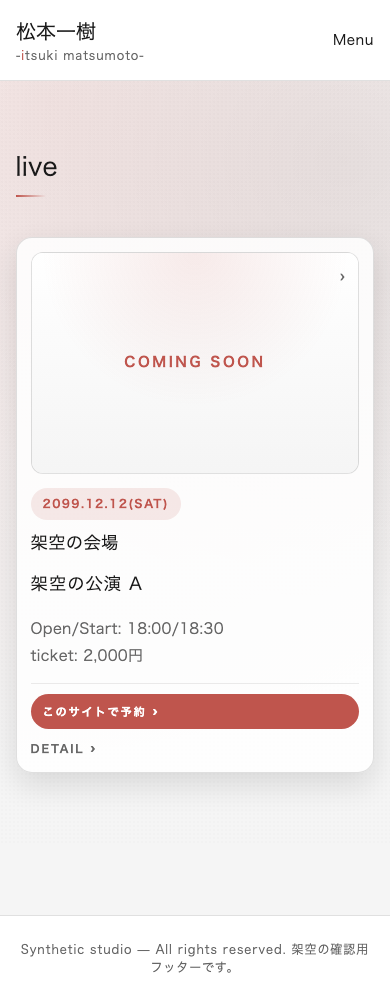 松本一樹
-itsuki matsumoto-
Menu
live
›
COMING SOON
2099.12.12(SAT)
架空の会場
架空の公演 A
Open/Start: 18:00/18:30
ticket: 2,000円
このサイトで予約 ›
DETAIL ›
Synthetic studio — All rights reserved. 架空の確認用
フッターです。